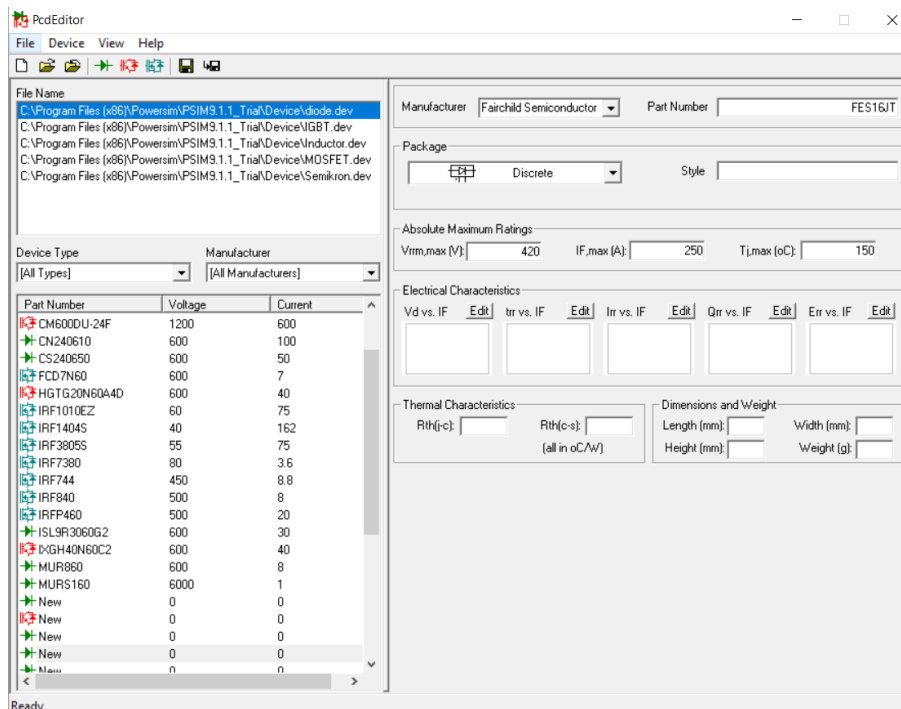 PcdEditor
File Device View Help
File Name
C:\Program Files (x86)\Powersim\PSIM9.1.1_Trial\Device\diode.dev
C:\Program Files (x86)\Powersim\PSIM9.1.1_Trial\Device\IGBT.dev
C:\Program Files (x86)\Powersim\PSIM9.1.1_Trial\Device\Inductor.dev
C:\Program Files (x86)\Powersim\PSIM9.1.1_Trial\Device\MOSFET.dev
C:\Program Files (x86)\Powersim\PSIM9.1.1_Trial\Device\Semikron.dev
Device Type Manufacturer
[All Types] [All Manufacturers]
Part Number Voltage Current
CM600DU-24F 1200 600
CN240610 600 100
CS240650 600 50
FCD7N60 600 7
HGTG20N60A4D 600 40
IRF1010EZ 60 75
IRF1404S 40 162
IRF3805S 55 75
IRF7380 80 3.6
IRF744 450 8.8
IRF840 500 8
IRFP460 500 20
ISL9R3060G2 600 30
IXGH40N60C2 600 40
MUR860 600 8
MURS160 6000 1
New 0 0
New 0 0
New 0 0
New 0 0
New 0 0
Ready
Manufacturer Fairchild Semiconductor Part Number FES16JT
Package
Discrete Style
Absolute Maximum Ratings
Vrrm,max (V): 420 IF,max (A): 250 Tj,max (oC): 150
Electrical Characteristics
Vd vs. IF Edit trr vs. IF Edit Irr vs. IF Edit Qrr vs. IF Edit Err vs. IF Edit
Thermal Characteristics
Rth(j-c): Rth(c-s):
(all in oC/W)
Dimensions and Weight
Length (mm): Width (mm):
Height (mm): Weight (g):